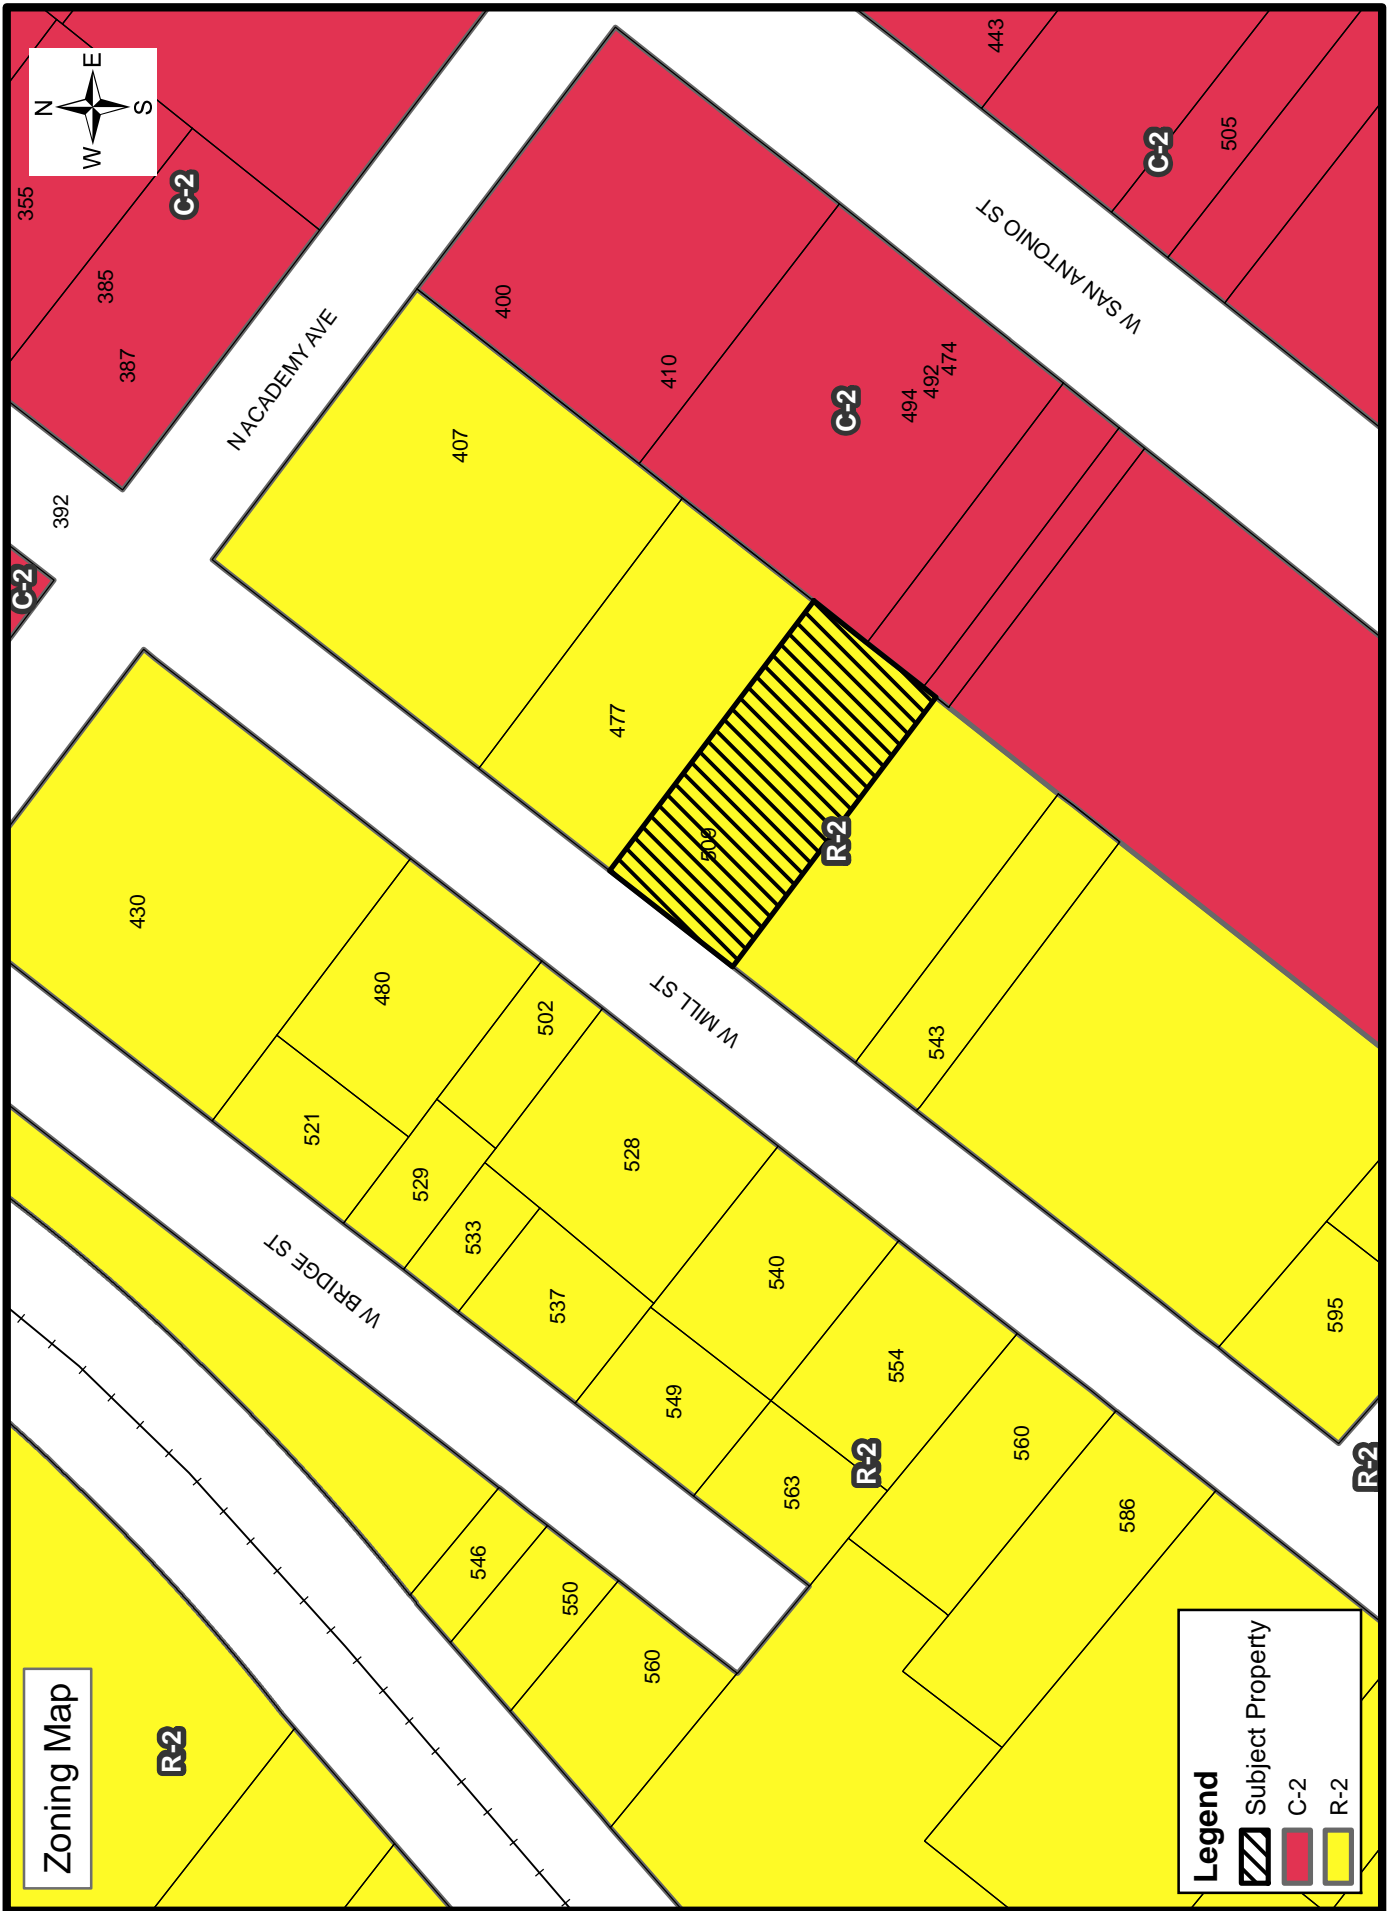 Zoning Map
N
W
E
S
R-2
C-2
C-2
C-2
C-2
R-2
R-2
R-2
355
385
387
392
N ACADEMY AVE
400
410
407
477
509
494
492
474
443
505
W SAN ANTONIO ST
430
480
502
521
529
533
537
528
540
549
554
563
560
586
W MILL ST
543
595
W BRIDGE ST
546
550
560
Legend
Subject Property
C-2
R-2